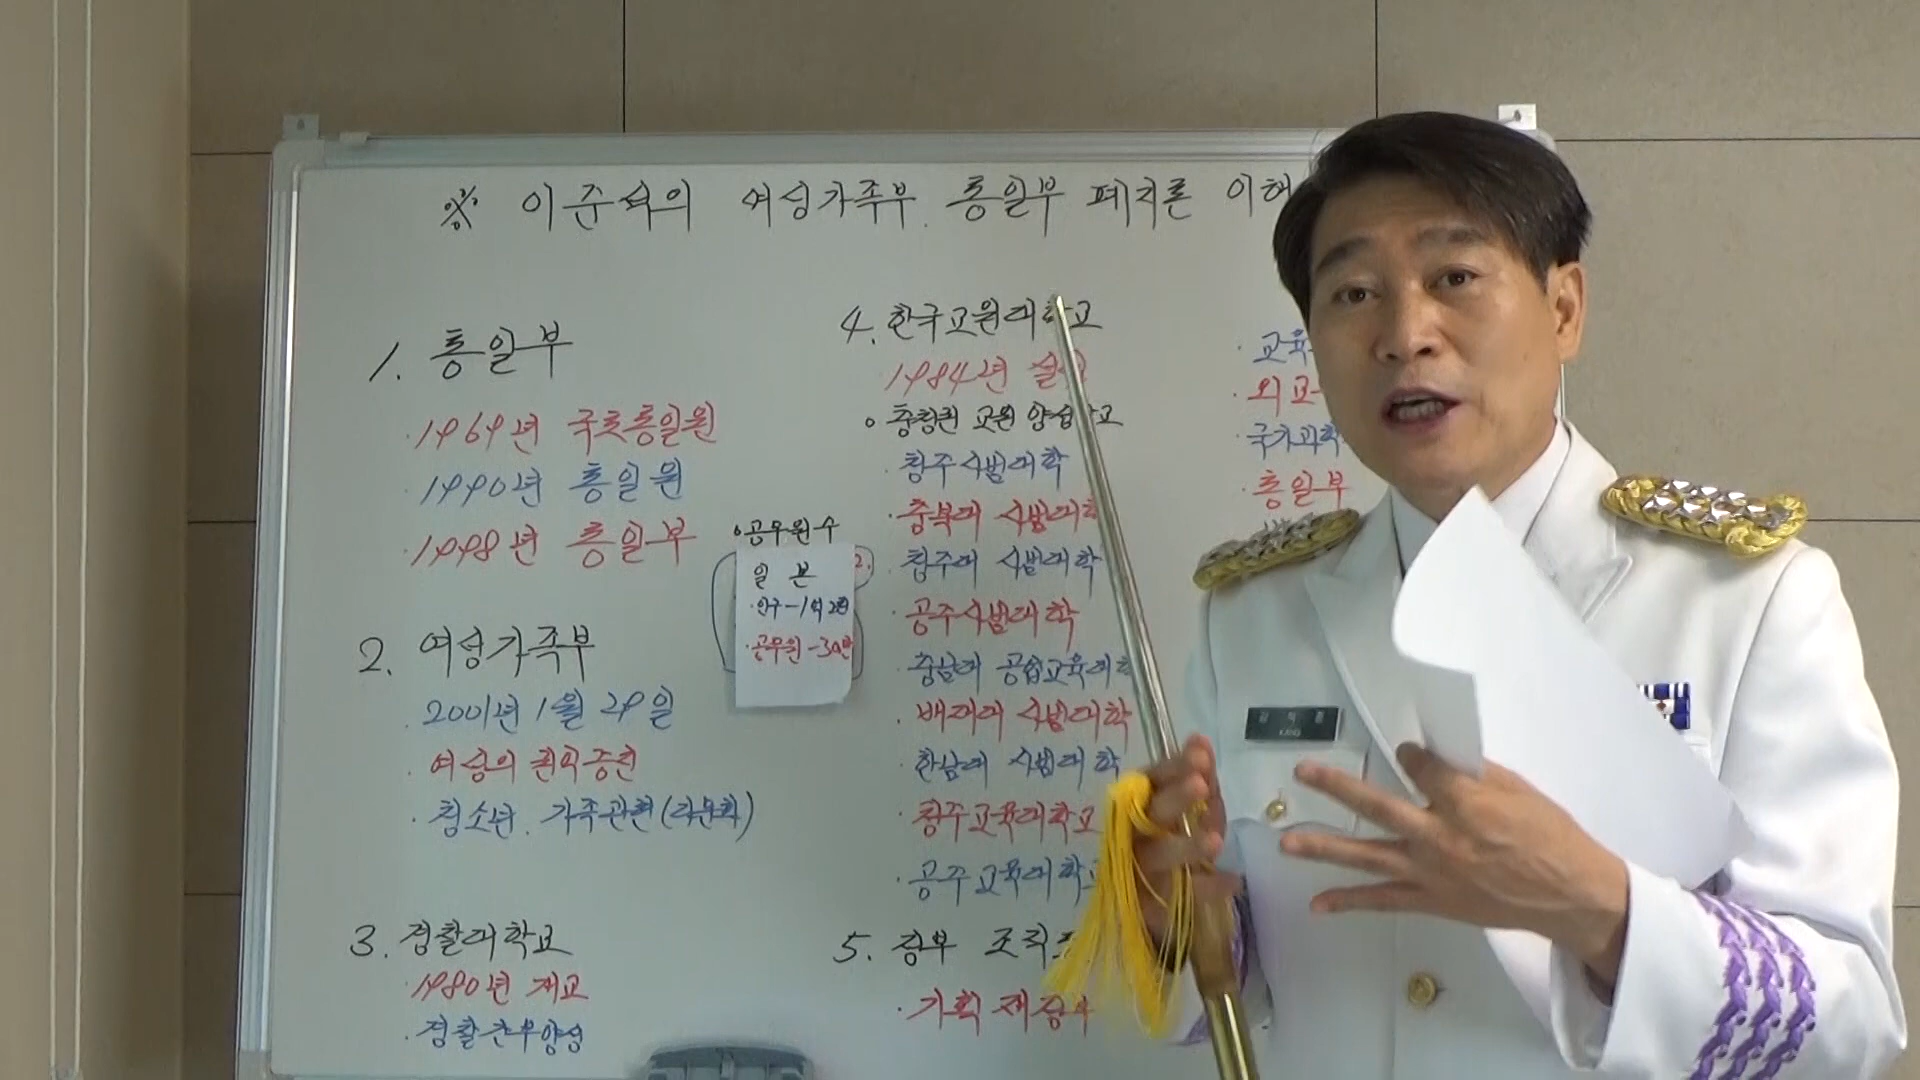 ※ 이준석의 여성가족부. 통일부 폐지론 이해
1. 통일부
· 1969년 국토통일원
· 1990년 통일원
· 1998년 통일부
2. 여성가족부
· 2001년 1월 29일
· 여성의 권익증진
· 청소년. 가족관련(다문화)
3. 경찰대학교
· 1980년 개교
· 경찰간부양성
∘공무원수
일본
· 인구-1억2천
· 공무원-30만
2.
4. 한국교원대학교
1984년
∘ 충청권 교원 양성학교
· 청주사범대학
· 충북대 사범대학
· 청주대 사범대학
· 공주사범대학
· 충남대 공업교육대학
· 배재대 사범대학
· 한남대 사범대학
· 청주교육대학교
· 공주교육대학교
5. 정부 조직
· 기획재정부
· 교육
· 외교
· 국가과학
· 통일부
KANG